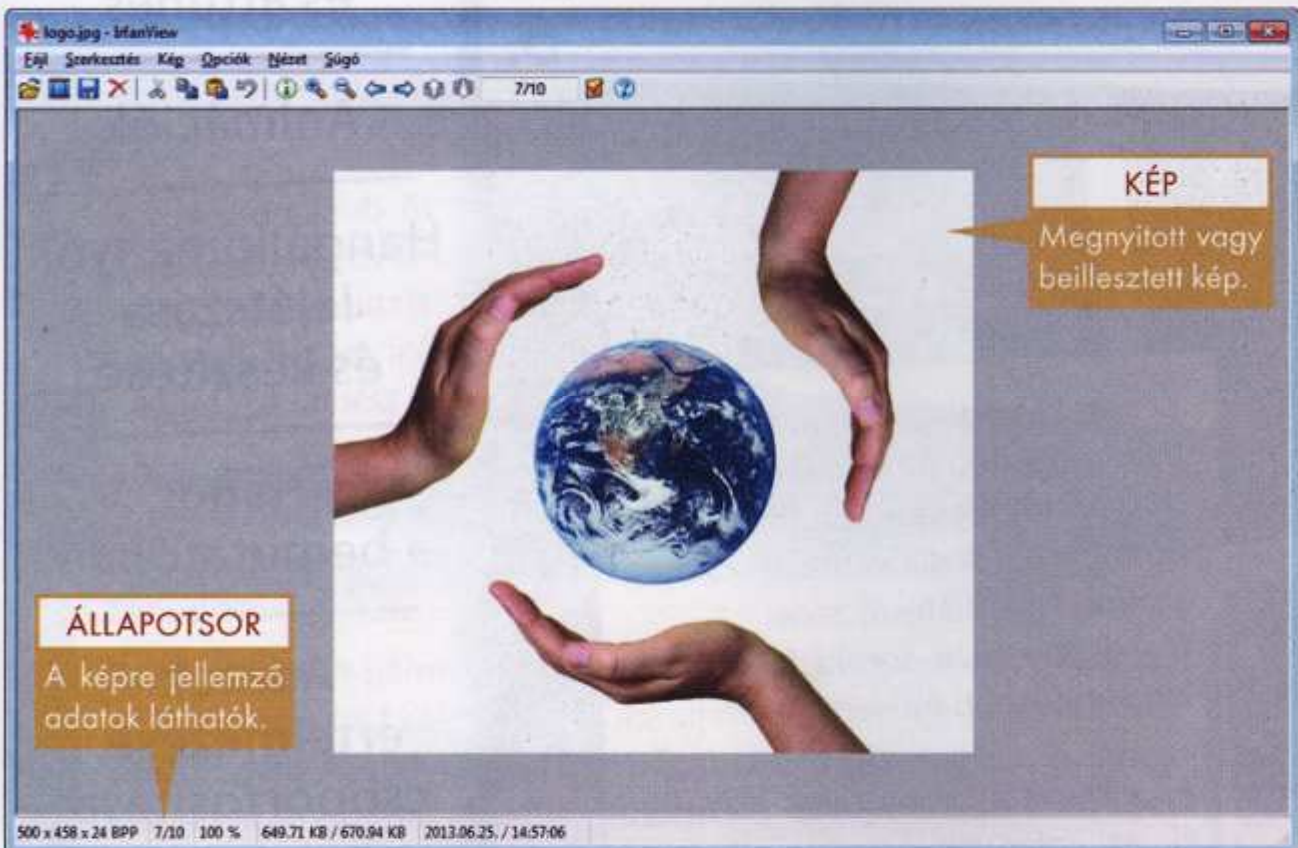 logo.jpg - IrfanView
Fájl Szerkesztés Kép Opciók Nézet Súgó
7/10
KÉP
Megnyitott vagy
beillesztett kép.
ÁLLAPOTSOR
A képre jellemző
adatok láthatók.
500 x 458 x 24 BPP 7/10 100 % 649.71 KB / 670.94 KB 2013.06.25. / 14:57:06